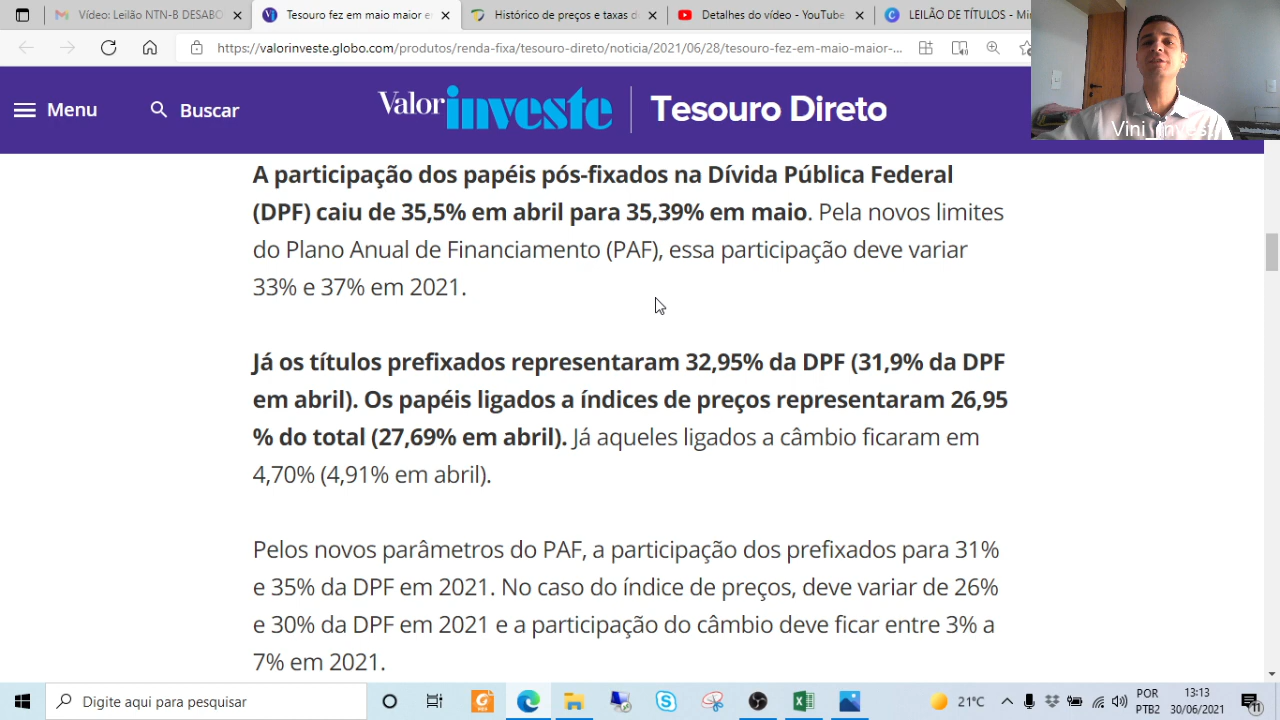 Vídeo: Leilão NTN-B DESABO
Tesouro fez em maio maior en
Histórico de preços e taxas d
Detalhes do vídeo - YouTube
LEILÃO DE TÍTULOS - Mi
https://valorinveste.globo.com/produtos/renda-fixa/tesouro-direto/noticia/2021/06/28/tesouro-fez-em-maio-maior-...
Menu
Buscar
Valor investe
Tesouro Direto
A participação dos papéis pós-fixados na Dívida Pública Federal
(DPF) caiu de 35,5% em abril para 35,39% em maio. Pela novos limites
do Plano Anual de Financiamento (PAF), essa participação deve variar
33% e 37% em 2021.
Já os títulos prefixados representaram 32,95% da DPF (31,9% da DPF
em abril). Os papéis ligados a índices de preços representaram 26,95
% do total (27,69% em abril). Já aqueles ligados a câmbio ficaram em
4,70% (4,91% em abril).
Pelos novos parâmetros do PAF, a participação dos prefixados para 31%
e 35% da DPF em 2021. No caso do índice de preços, deve variar de 26%
e 30% da DPF em 2021 e a participação do câmbio deve ficar entre 3% a
7% em 2021.
Digite aqui para pesquisar
21°C
POR
PTB2
3:13
30/06/2021
11